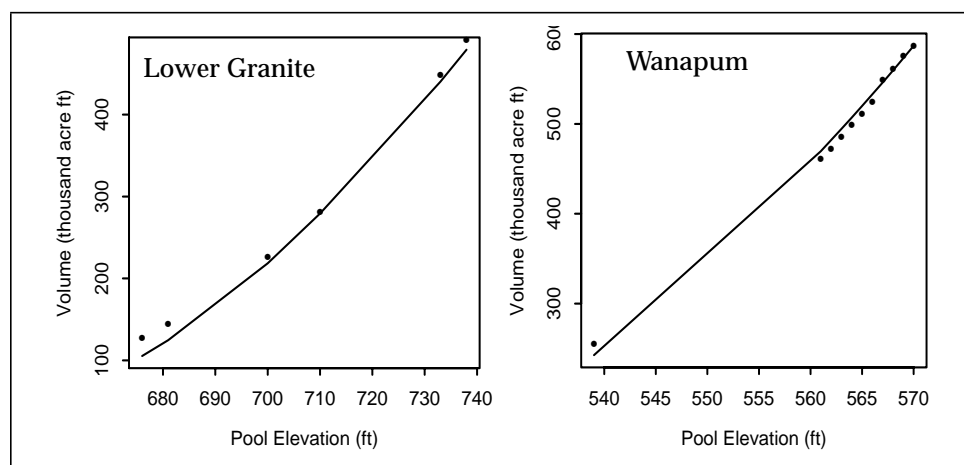 Lower Granite
Volume (thousand acre ft)
100 200 300 400
680 690 700 710 720 730 740
Pool Elevation (ft)
Wanapum
Volume (thousand acre ft)
300 400 500 600
540 545 550 555 560 565 570
Pool Elevation (ft)